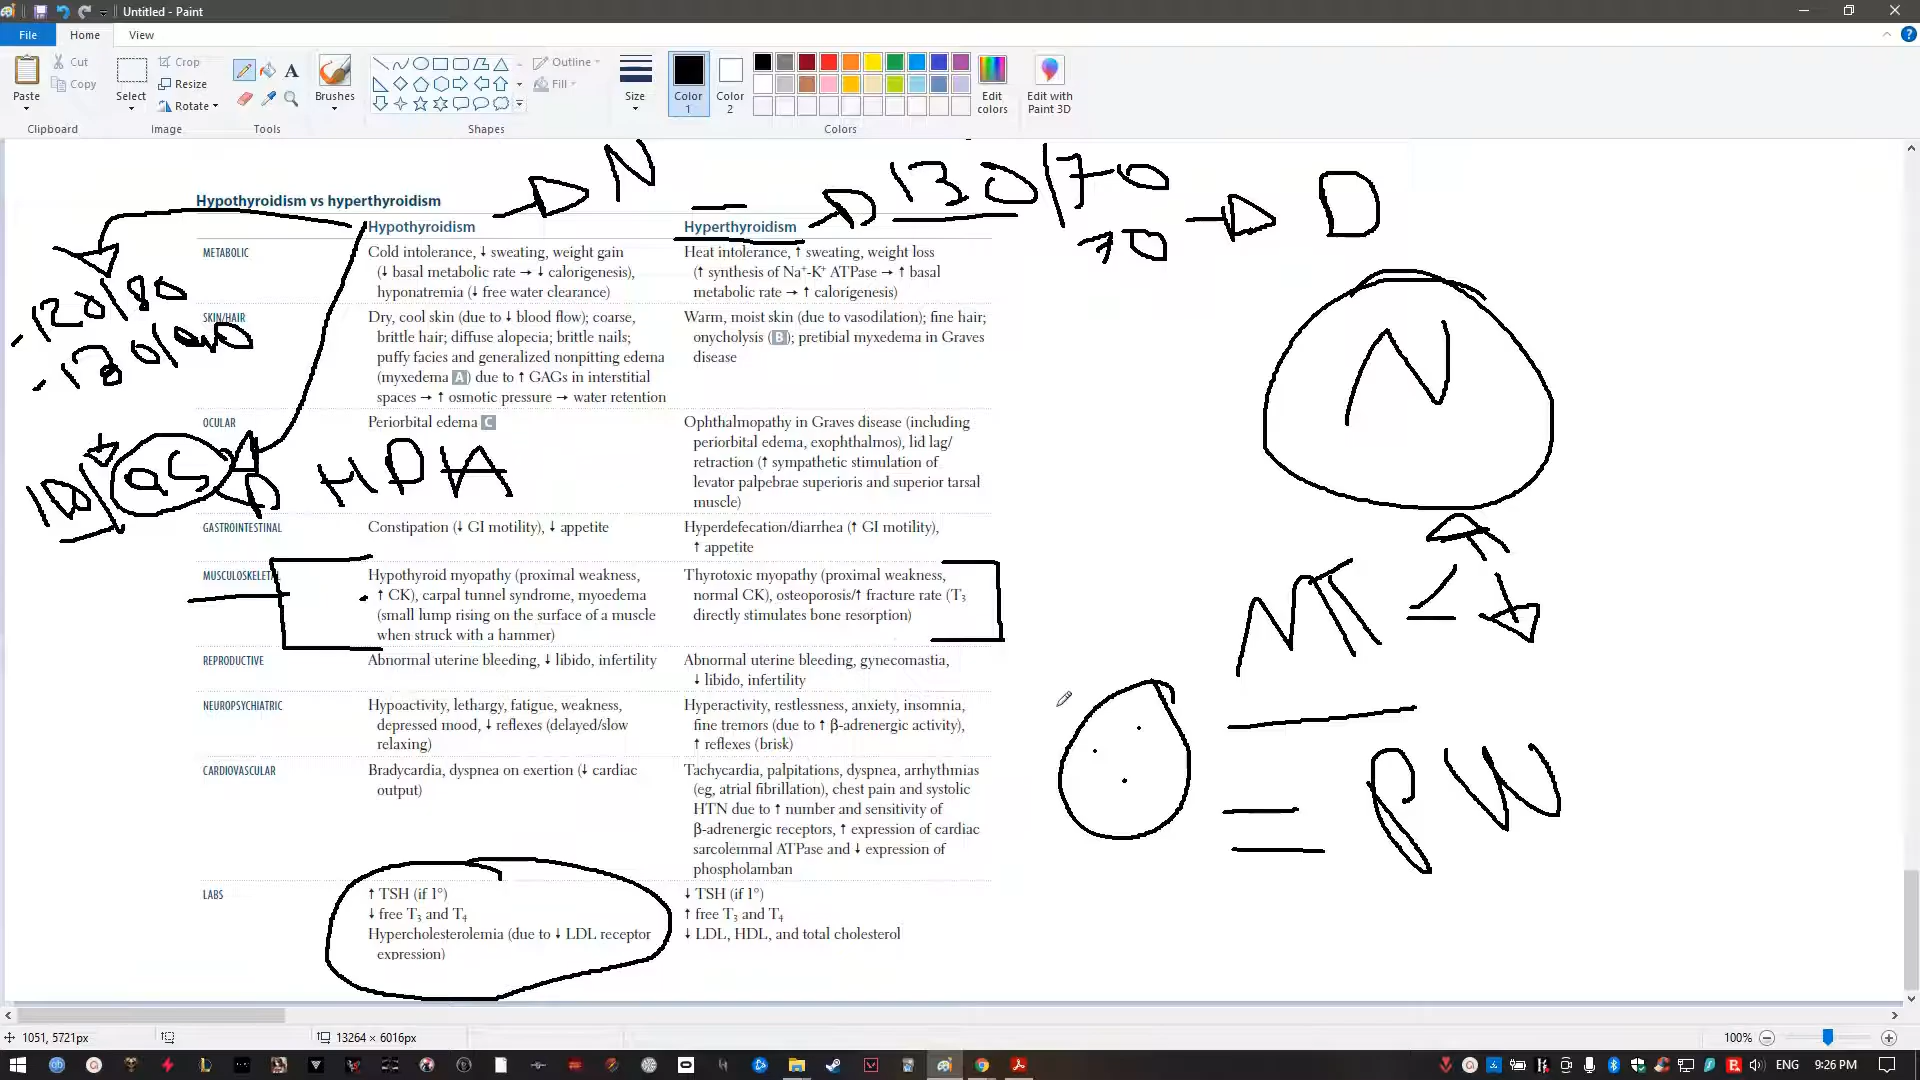 Untitled - Paint
File Home View
Paste
Cut
Copy
Clipboard
Select
Crop
Resize
Rotate
Image
A
Tools
Brushes
Outline
Fill
Shapes
Size
Color 1
Color 2
Edit colors
Edit with Paint 3D
Colors
N
130/70
70
D
Hypothyroidism vs hyperthyroidism
Hypothyroidism Hyperthyroidism
METABOLIC
Cold intolerance, ↓ sweating, weight gain
(↓ basal metabolic rate → ↓ calorigenesis),
hyponatremia (↓ free water clearance)
Heat intolerance, ↑ sweating, weight loss
(↑ synthesis of Na⁺-K⁺ ATPase → ↑ basal
metabolic rate → ↑ calorigenesis)
-120/80
SKIN/HAIR
Dry, cool skin (due to ↓ blood flow); coarse,
brittle hair; diffuse alopecia; brittle nails;
puffy facies and generalized nonpitting edema
(myxedema A) due to ↑ GAGs in interstitial
spaces → ↑ osmotic pressure → water retention
Warm, moist skin (due to vasodilation); fine hair;
onycholysis (B); pretibial myxedema in Graves
disease
N
OCULAR
Periorbital edema C
Ophthalmopathy in Graves disease (including
periorbital edema, exophthalmos), lid lag/
retraction (↑ sympathetic stimulation of
levator palpebrae superioris and superior tarsal
muscle)
GASTROINTESTINAL
Constipation (↓ GI motility), ↓ appetite
Hyperdefecation/diarrhea (↑ GI motility),
↑ appetite
MUSCULOSKELETAL
Hypothyroid myopathy (proximal weakness,
↑ CK), carpal tunnel syndrome, myoedema
(small lump rising on the surface of a muscle
when struck with a hammer)
Thyrotoxic myopathy (proximal weakness,
normal CK), osteoporosis/↑ fracture rate (T₃
directly stimulates bone resorption)
REPRODUCTIVE
Abnormal uterine bleeding, ↓ libido, infertility
Abnormal uterine bleeding, gynecomastia,
↓ libido, infertility
NEUROPSYCHIATRIC
Hypoactivity, lethargy, fatigue, weakness,
depressed mood, ↓ reflexes (delayed/slow
relaxing)
Hyperactivity, restlessness, anxiety, insomnia,
fine tremors (due to ↑ β-adrenergic activity),
↑ reflexes (brisk)
PW
CARDIOVASCULAR
Bradycardia, dyspnea on exertion (↓ cardiac
output)
Tachycardia, palpitations, dyspnea, arrhythmias
(eg, atrial fibrillation), chest pain and systolic
HTN due to ↑ number and sensitivity of
β-adrenergic receptors, ↑ expression of cardiac
sarcolemmal ATPase and ↓ expression of
phospholamban
LABS
↑ TSH (if 1°)
↓ free T₃ and T₄
Hypercholesterolemia (due to ↓ LDL receptor
expression)
↓ TSH (if 1°)
↑ free T₃ and T₄
↓ LDL, HDL, and total cholesterol
1051, 5721px 13264 × 6016px 100%
ENG 9:26 PM